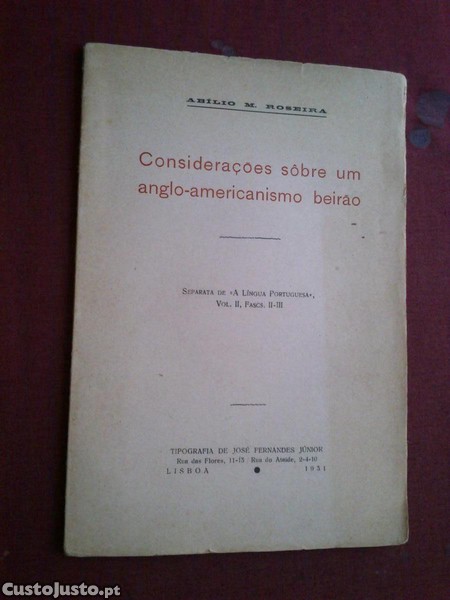 ABÍLIO M. ROSEIRA
Considerações sôbre um
anglo-americanismo beirão
SEPARATA DE «A LÍNGUA PORTUGUESA»,
VOL. II, FASCS. II-III
TIPOGRAFIA DE JOSÉ FERNANDES JÚNIOR
Rua das Flores, 11-15 Rua do Ataíde, 2-4-10
LISBOA ● 1931
CustoJusto.pt